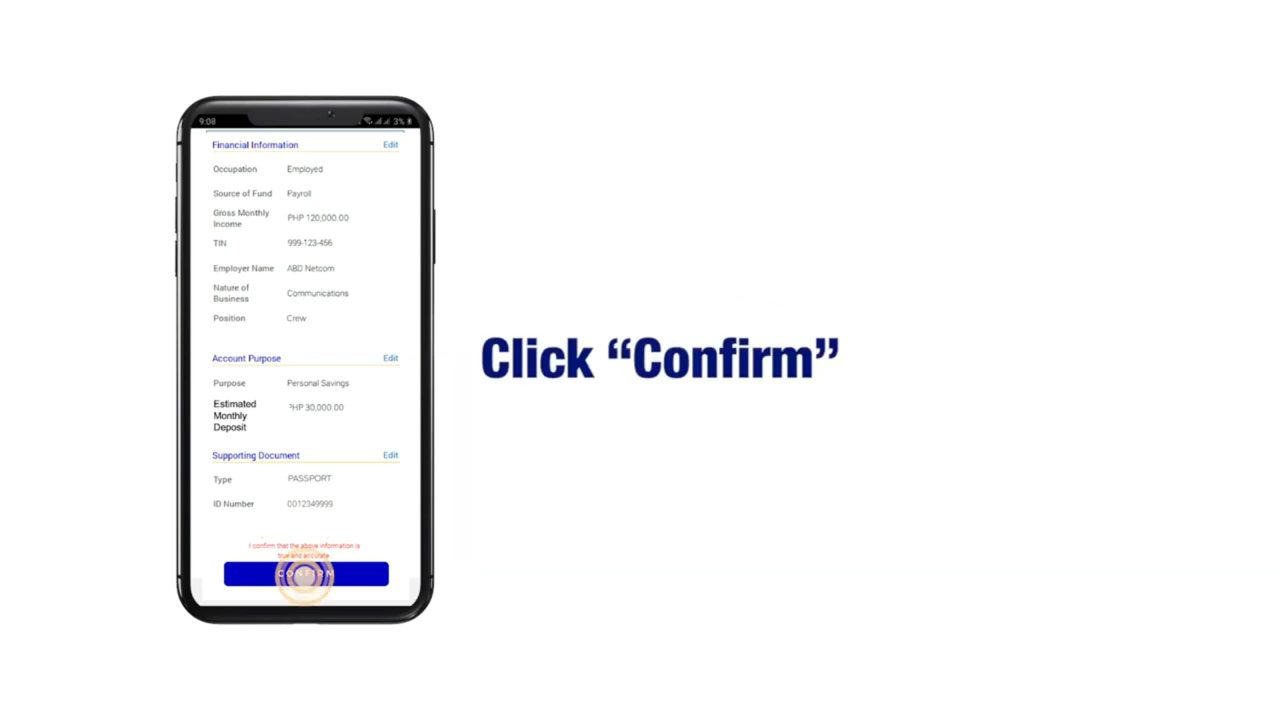 9:08 3%
Financial Information Edit
Occupation Employed
Source of Fund Payroll
Gross Monthly
Income PHP 120,000.00
TIN 999-123-456
Employer Name ABD Netcom
Nature of
Business Communications
Position Crew
Account Purpose Edit
Purpose Personal Savings
Estimated
Monthly
Deposit PHP 30,000.00
Supporting Document Edit
Type PASSPORT
ID Number 0012349999
I confirm that the above information is
true and accurate
CONFIRM
Click “Confirm”